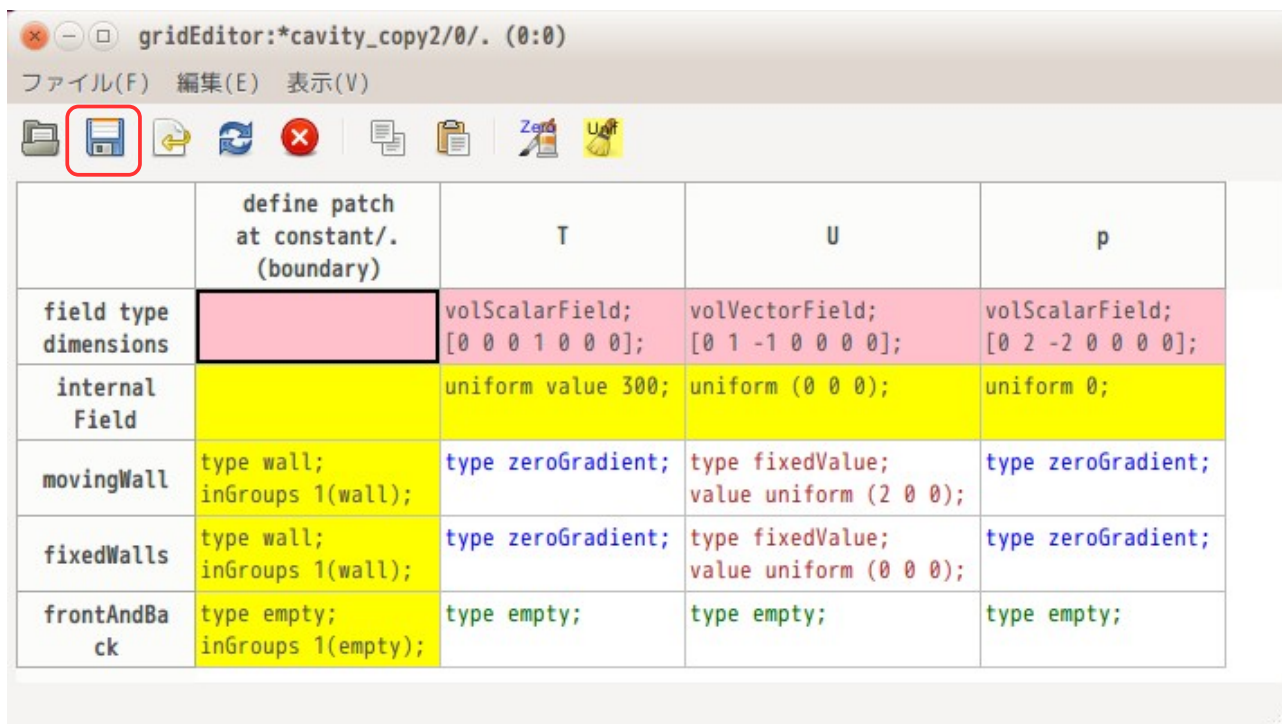 gridEditor:*cavity_copy2/0/. (0:0)
ファイル(F) 編集(E) 表示(V)
Zero Unif
define patch
at constant/.
(boundary)
T
U
p
field type
dimensions
volScalarField;
[0 0 0 1 0 0 0];
volVectorField;
[0 1 -1 0 0 0 0];
volScalarField;
[0 2 -2 0 0 0 0];
internal
Field
uniform value 300;
uniform (0 0 0);
uniform 0;
movingWall
type wall;
inGroups 1(wall);
type zeroGradient;
type fixedValue;
value uniform (2 0 0);
type zeroGradient;
fixedWalls
type wall;
inGroups 1(wall);
type zeroGradient;
type fixedValue;
value uniform (0 0 0);
type zeroGradient;
frontAndBa
ck
type empty;
inGroups 1(empty);
type empty;
type empty;
type empty;